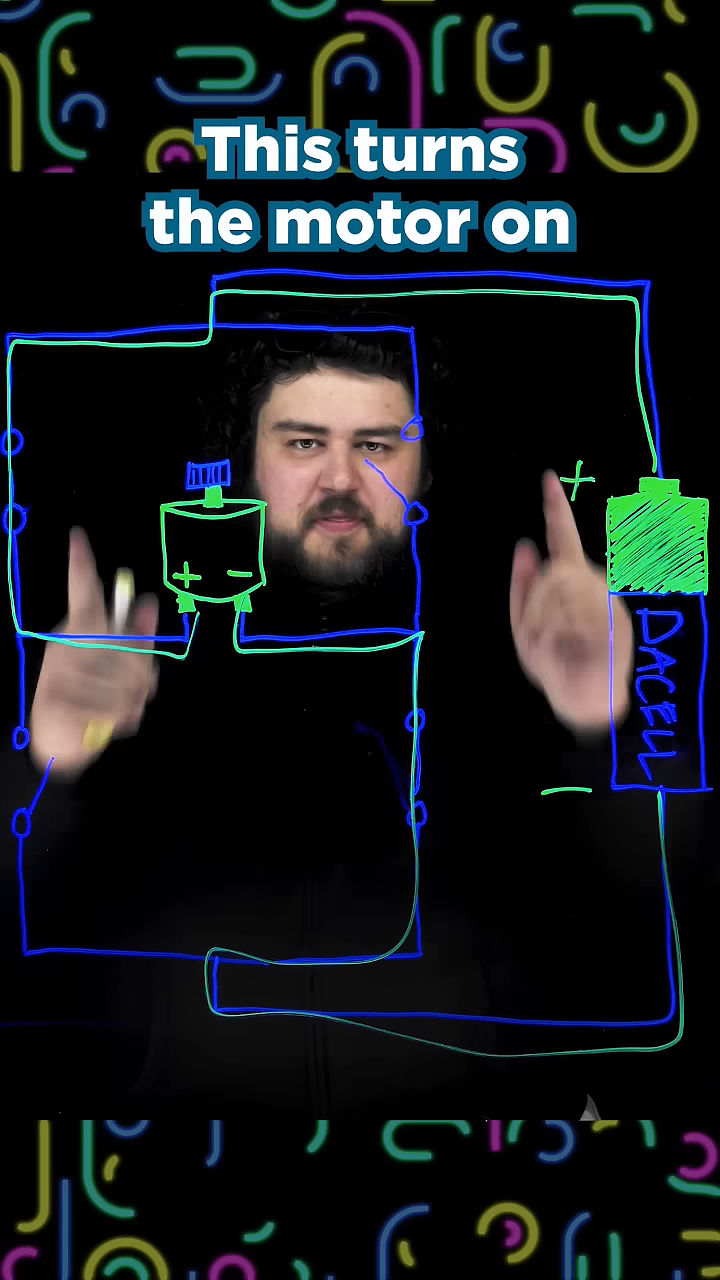 This turns
the motor on
+
+ −
DACELL
−